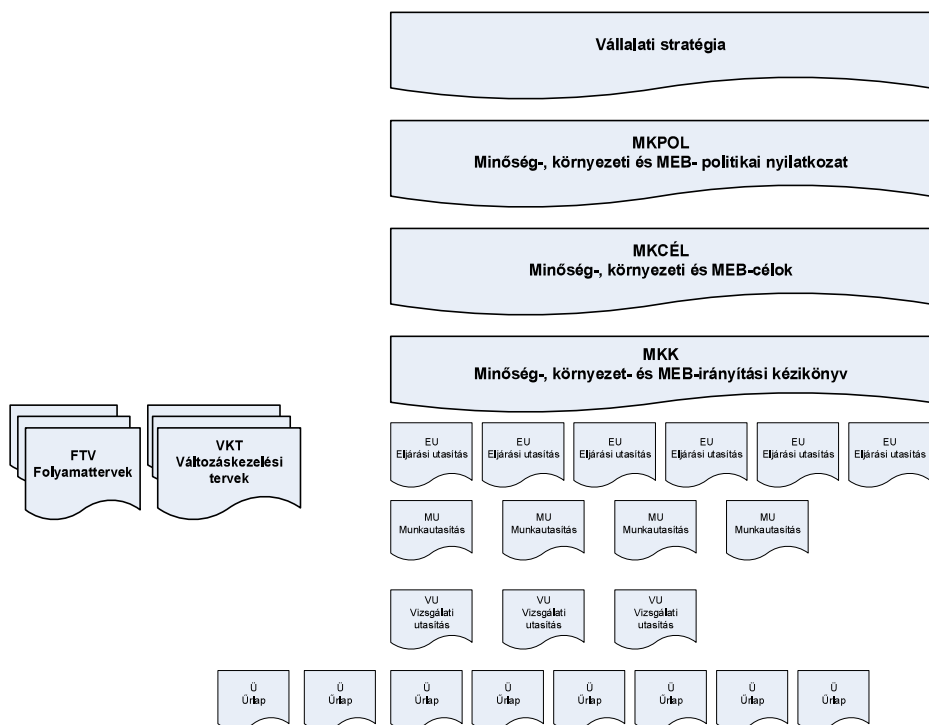 Vállalati stratégia
MKPOL
Minőség-, környezeti és MEB- politikai nyilatkozat
MKCÉL
Minőség-, környezeti és MEB-célok
MKK
Minőség-, környezet- és MEB-irányítási kézikönyv
FTV
Folyamattervek
VKT
Változáskezelési
tervek
EU
Eljárási utasítás
EU
Eljárási utasítás
EU
Eljárási utasítás
EU
Eljárási utasítás
EU
Eljárási utasítás
EU
Eljárási utasítás
MU
Munkautasítás
MU
Munkautasítás
MU
Munkautasítás
MU
Munkautasítás
VU
Vizsgálati
utasítás
VU
Vizsgálati
utasítás
VU
Vizsgálati
utasítás
Ü
Űrlap
Ü
Űrlap
Ü
Űrlap
Ü
Űrlap
Ü
Űrlap
Ü
Űrlap
Ü
Űrlap
Ü
Űrlap